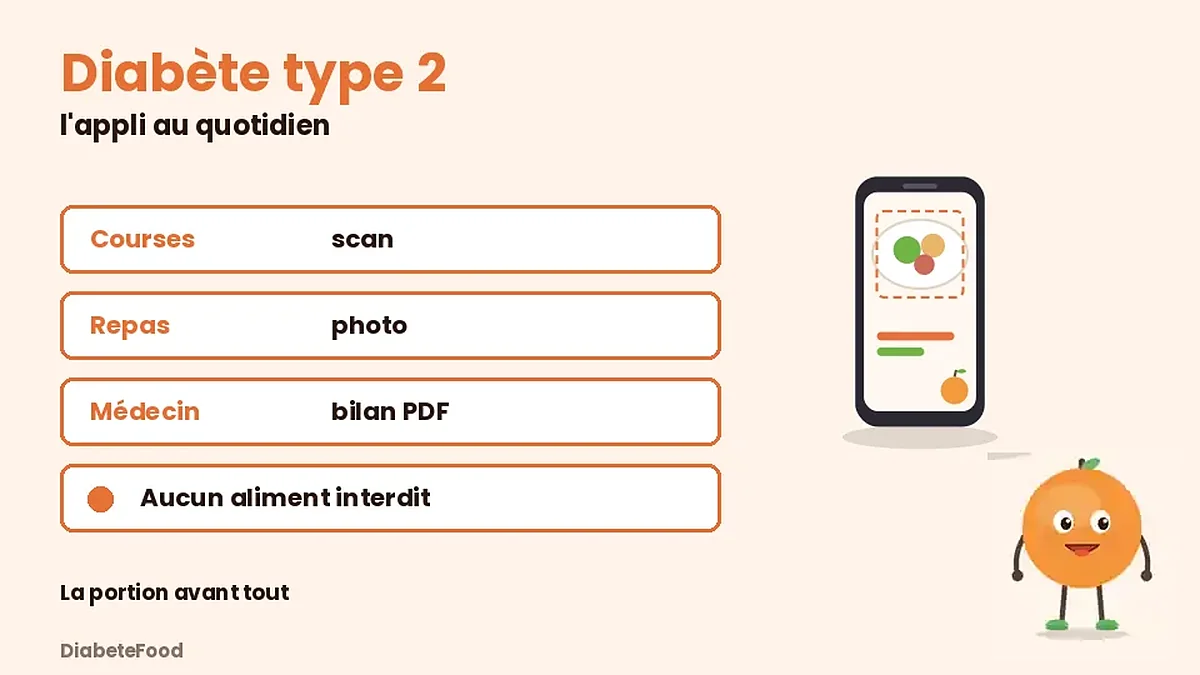 Diabète type 2
l'appli au quotidien
Courses scan
Repas photo
Médecin bilan PDF
Aucun aliment interdit
La portion avant tout
DiabeteFood